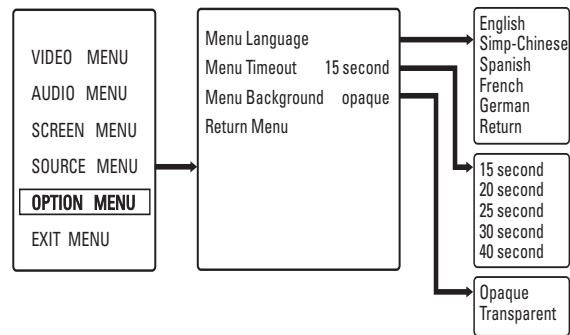 VIDEO MENU
AUDIO MENU
SCREEN MENU
SOURCE MENU
OPTION MENU
EXIT MENU
Menu Language
Menu Timeout 15 second
Menu Background opaque
Return Menu
English
Simp-Chinese
Spanish
French
German
Return
15 second
20 second
25 second
30 second
40 second
Opaque
Transparent